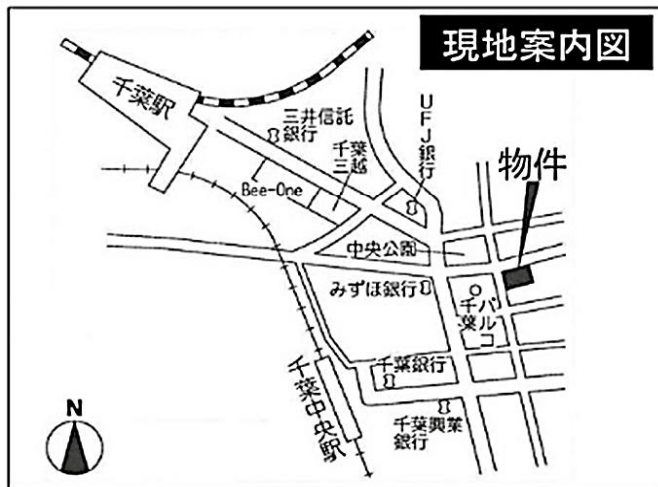 現地案内図
千葉駅
三井信託
銀行
千葉
三越
Bee-One
UFJ銀行
物件
中央公園
みずほ銀行
千葉
パルコ
千葉銀行
千葉興業
銀行
千葉中央駅
N